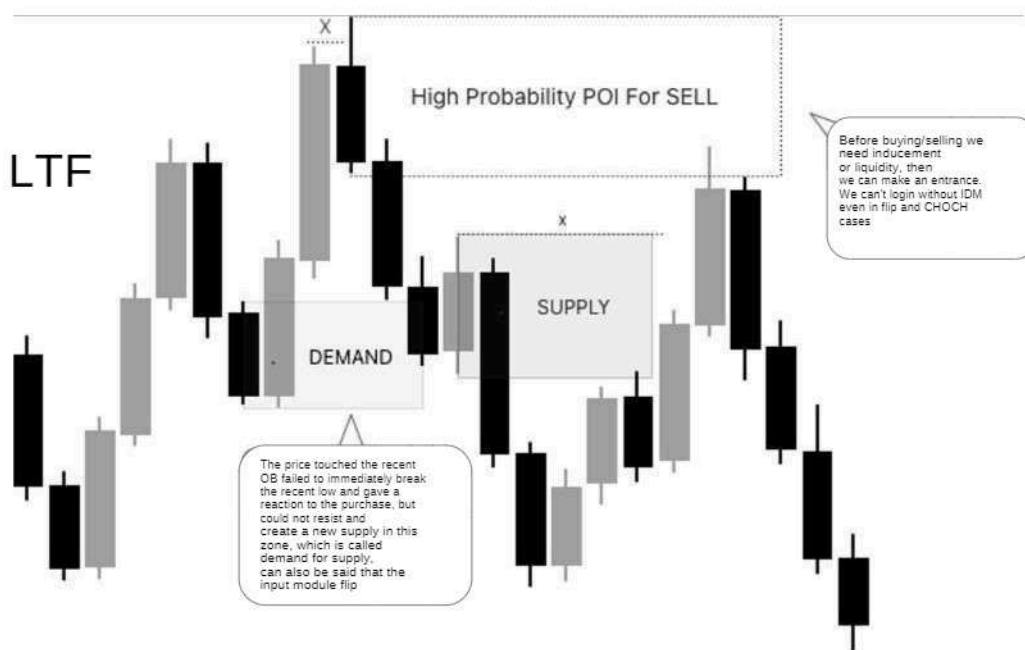 X
High Probability POI For SELL
Before buying/selling we
need inducement
or liquidity, then
we can make an entrance.
We can't login without IDM
even in flip and CHOCH
cases
LTF
x
SUPPLY
DEMAND
The price touched the recent
OB failed to immediately break
the recent low and gave a
reaction to the purchase, but
could not resist and
create a new supply in this
zone, which is called
demand for supply,
can also be said that the
input module flip